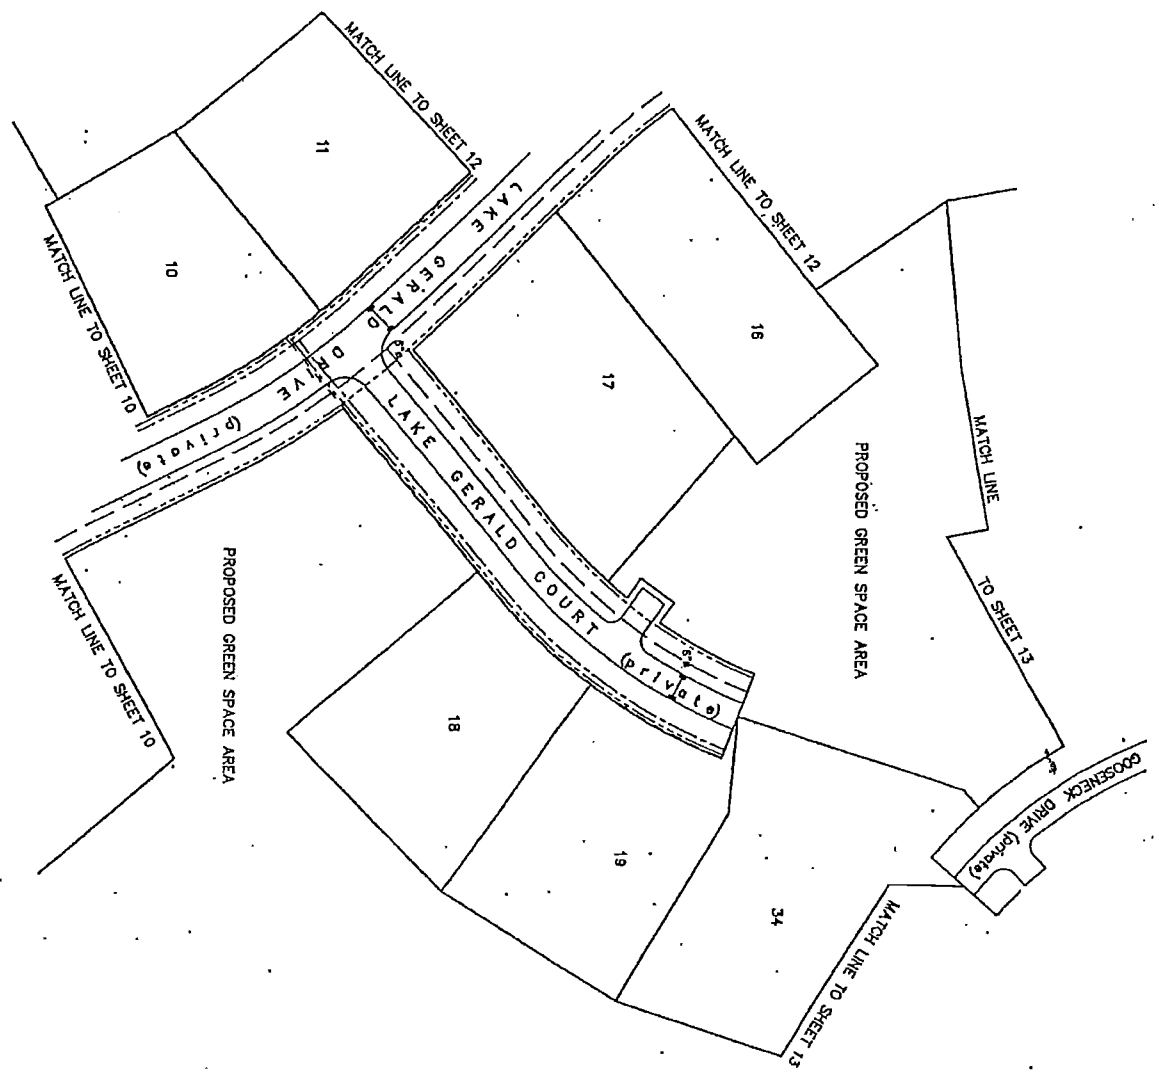 MATCH LINE TO SHEET 12
11
10
MATCH LINE TO SHEET 10
LAKE GERALD DRIVE
(private)
MATCH LINE TO SHEET 12
16
17
LAKE GERALD COURT
(private)
PROPOSED GREEN SPACE AREA
MATCH LINE
TO SHEET 13
GOOSENECK DRIVE (private)
PROPOSED GREEN SPACE AREA
MATCH LINE TO SHEET 10
18
19
34
MATCH LINE TO SHEET 13